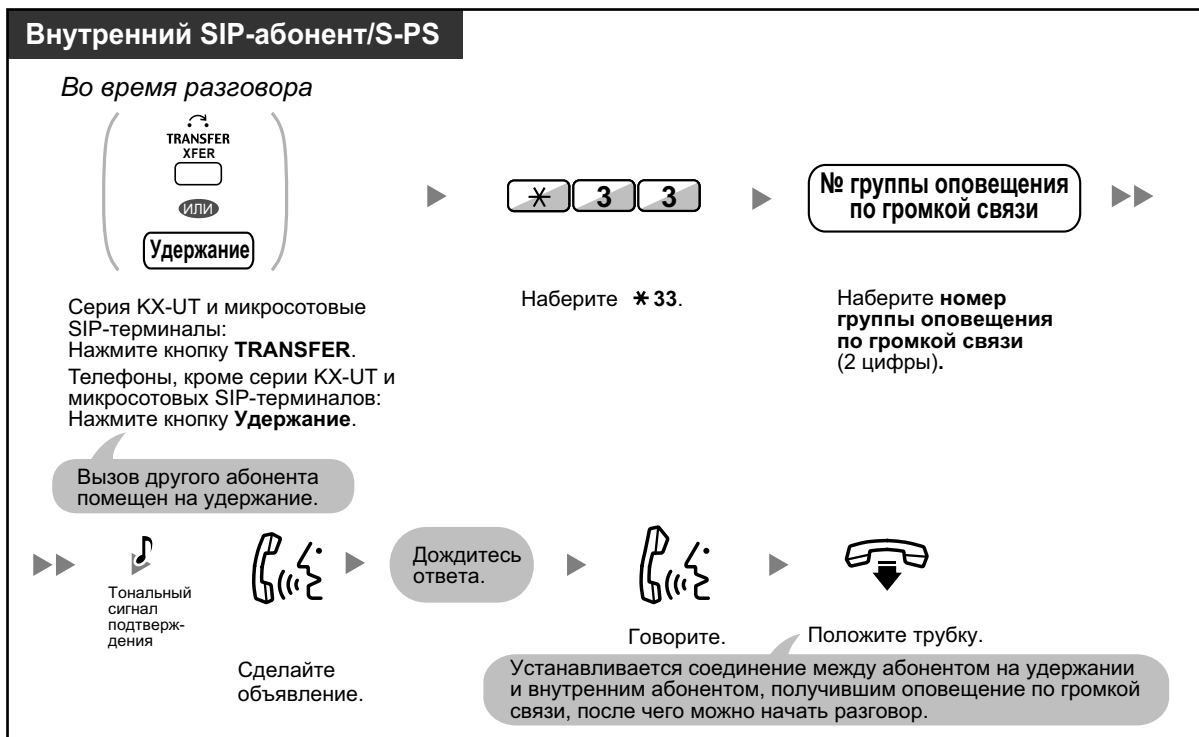 Внутренний SIP-абонент/S-PS
Во время разговора
TRANSFER
XFER
ИЛИ
Удержание
Серия KX-UT и микросотовые
SIP-терминалы:
Нажмите кнопку TRANSFER.
Телефоны, кроме серии KX-UT и
микросотовых SIP-терминалов:
Нажмите кнопку Удержание.
Вызов другого абонента
помещен на удержание.
* 3 3
Наберите *33.
№ группы оповещения
по громкой связи
Наберите номер
группы оповещения
по громкой связи
(2 цифры).
Тональный
сигнал
подтверж-
дения
Сделайте
объявление.
Дождитесь
ответа.
Говорите.
Положите трубку.
Устанавливается соединение между абонентом на удержании
и внутренним абонентом, получившим оповещение по громкой
связи, после чего можно начать разговор.